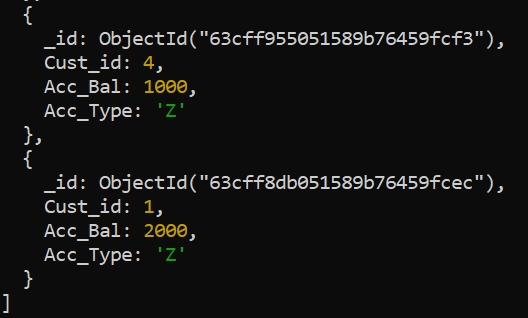 {
_id: ObjectId("63cff955051589b76459fcf3"),
Cust_id: 4,
Acc_Bal: 1000,
Acc_Type: 'Z'
},
{
_id: ObjectId("63cff8db051589b76459fcec"),
Cust_id: 1,
Acc_Bal: 2000,
Acc_Type: 'Z'
}
]